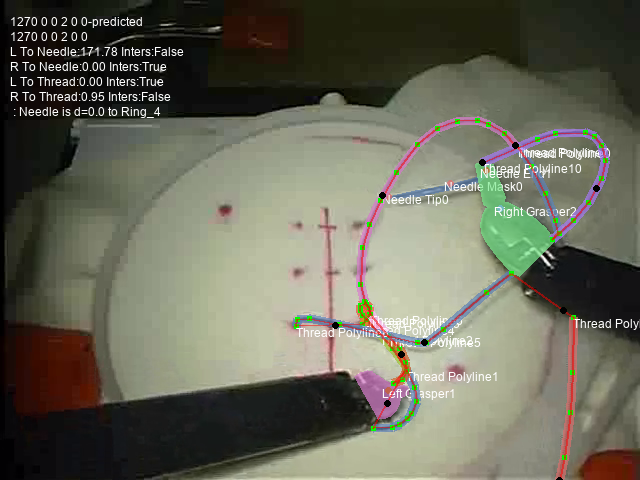 1270 0 0 2 0 0-predicted
1270 0 0 2 0 0
L To Needle:171.78 Inters:False
R To Needle:0.00 Inters:True
L To Thread:0.00 Inters:True
R To Thread:0.95 Inters:False
: Needle is d=0.0 to Ring_4
Thread Polyline10
Needle Mask0
Needle Tip0
Right Grasper2
Thread Poly
Thread Polyline1
Left Grasper1